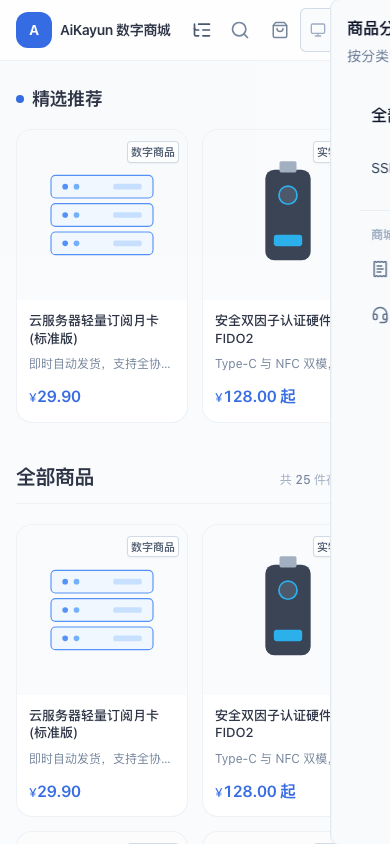 A AiKayun 数字商城
精选推荐
数字商品
云服务器轻量订阅月卡
(标准版)
即时自动发货，支持全协...
¥29.90
安全双因子认证硬件
FIDO2
Type-C 与 NFC 双模,
¥128.00 起
全部商品
共 25 件
数字商品
云服务器轻量订阅月卡
(标准版)
即时自动发货，支持全协...
¥29.90
安全双因子认证硬件
FIDO2
Type-C 与 NFC 双模,
¥128.00 起
商品分
按分类
全
SS
商城